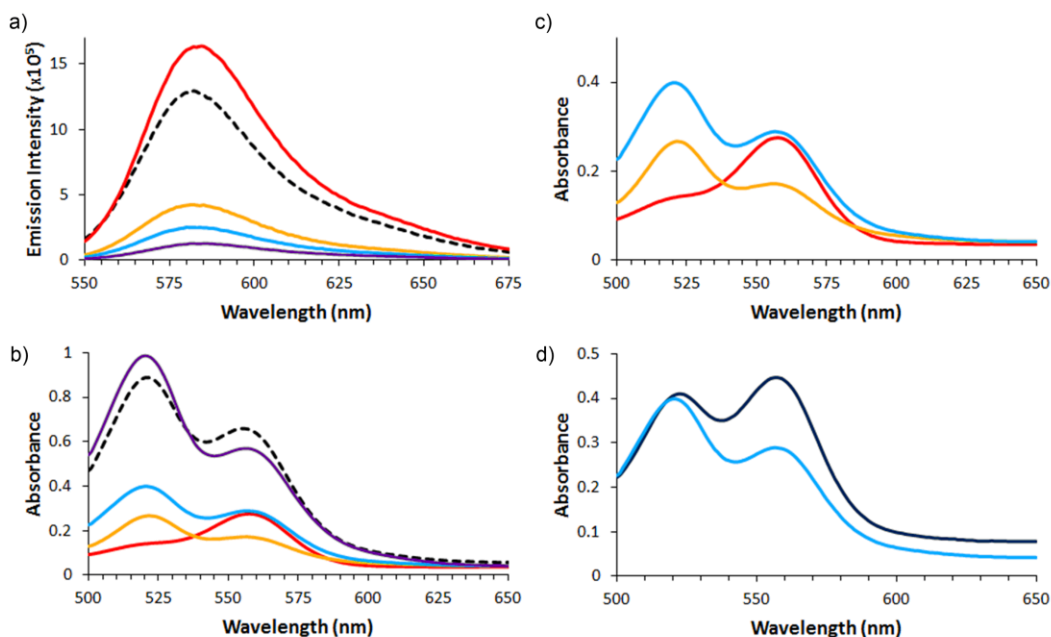 a)
Emission Intensity (x10⁵)
15
10
5
0
550 575 600 625 650 675
Wavelength (nm)
b)
Absorbance
1
0.8
0.6
0.4
0.2
0
500 525 550 575 600 625 650
Wavelength (nm)
c)
Absorbance
0.4
0.2
0
500 525 550 575 600 625 650
Wavelength (nm)
d)
Absorbance
0.5
0.4
0.3
0.2
0.1
0
500 550 600 650
Wavelength (nm)